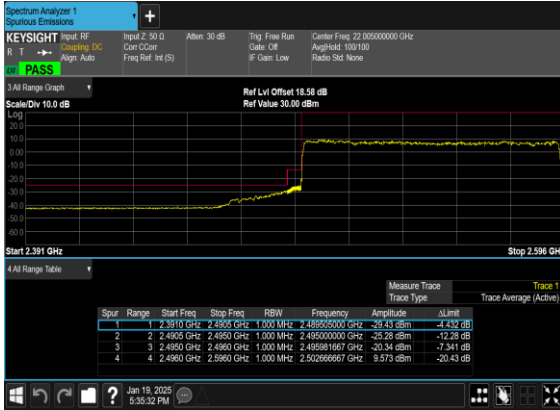 Spectrum Analyzer 1
Spurious Emissions
KEYSIGHT
R T
PASS
Input: RF
Coupling: DC
Align: Auto
Input Z: 50 Ω
Corr CCorr
Freq Ref: Int (S)
Atten: 30 dB
Trig: Free Run
Gate: Off
IF Gain: Low
Center Freq: 22.005000000 GHz
Avg|Hold: 100/100
Radio Std: None
3 All Range Graph
Scale/Div 10.0 dB
Ref Lvl Offset 18.58 dB
Ref Value 30.00 dBm
Log
20.0
10.0
0.00
-10.0
-20.0
-30.0
-40.0
-50.0
-60.0
Start 2.391 GHz
Stop 2.596 GH
4 All Range Table
Measure Trace Trace 1
Trace Type Trace Average (Active)
Spur Range Start Freq Stop Freq RBW Frequency Amplitude ΔLimit
1 1 2.3910 GHz 2.4905 GHz 1.000 MHz 2.489505000 GHz -29.43 dBm -4.432 dB
2 2 2.4905 GHz 2.4950 GHz 1.000 MHz 2.495000000 GHz -25.28 dBm -12.28 dB
3 3 2.4950 GHz 2.4960 GHz 1.000 MHz 2.495981667 GHz -20.34 dBm -7.341 dB
4 4 2.4960 GHz 2.5960 GHz 1.000 MHz 2.502666667 GHz 9.573 dBm -20.43 dB
?
Jan 19, 2025
5:35:32 PM